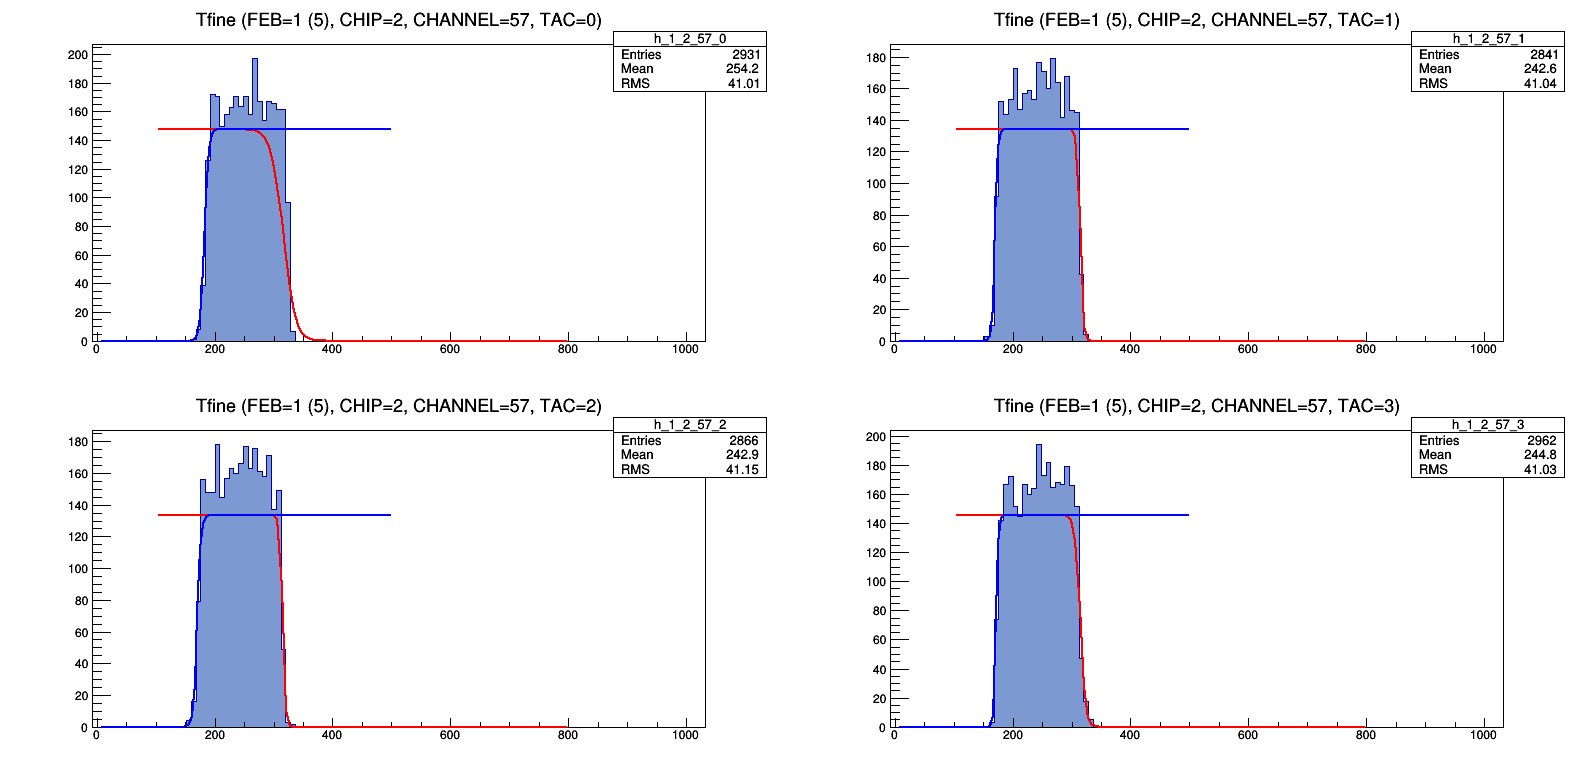 Tfine (FEB=1 (5), CHIP=2, CHANNEL=57, TAC=0)
h_1_2_57_0
Entries 2931
Mean 254.2
RMS 41.01
200
180
160
140
120
100
80
60
40
20
0
0 200 400 600 800 1000
Tfine (FEB=1 (5), CHIP=2, CHANNEL=57, TAC=1)
h_1_2_57_1
Entries 2841
Mean 242.6
RMS 41.04
180
160
140
120
100
80
60
40
20
0
0 200 400 600 800 1000
Tfine (FEB=1 (5), CHIP=2, CHANNEL=57, TAC=2)
h_1_2_57_2
Entries 2866
Mean 242.9
RMS 41.15
180
160
140
120
100
80
60
40
20
0
0 200 400 600 800 1000
Tfine (FEB=1 (5), CHIP=2, CHANNEL=57, TAC=3)
h_1_2_57_3
Entries 2962
Mean 244.8
RMS 41.03
200
180
160
140
120
100
80
60
40
20
0
0 200 400 600 800 1000